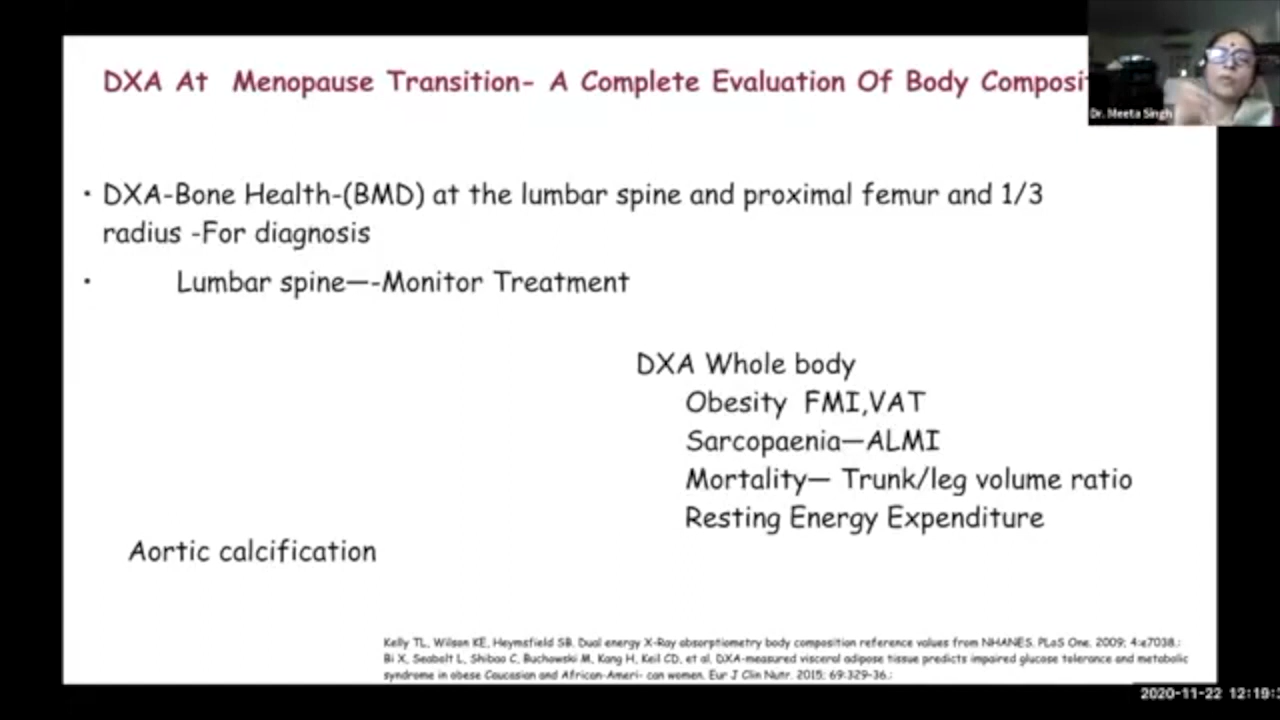 DXA At Menopause Transition- A Complete Evaluation Of Body Composit
Dr. Meeta Singh
• DXA-Bone Health-(BMD) at the lumbar spine and proximal femur and 1/3
radius -For diagnosis
• Lumbar spine—-Monitor Treatment
DXA Whole body
Obesity FMI,VAT
Sarcopaenia—ALMI
Mortality— Trunk/leg volume ratio
Resting Energy Expenditure
Aortic calcification
Kelly TL, Wilson KE, Heymsfield SB. Dual energy X-Ray absorptiometry body composition reference values from NHANES. PLoS One. 2009; 4:e7038.;
Bi X, Seabolt L, Shibao C, Buchowski M, Kang H, Keil CD, et al. DXA-measured visceral adipose tissue predicts impaired glucose tolerance and metabolic
syndrome in obese Caucasian and African-Ameri- can women. Eur J Clin Nutr. 2015; 69:329-36.;
2020-11-22 12:19: